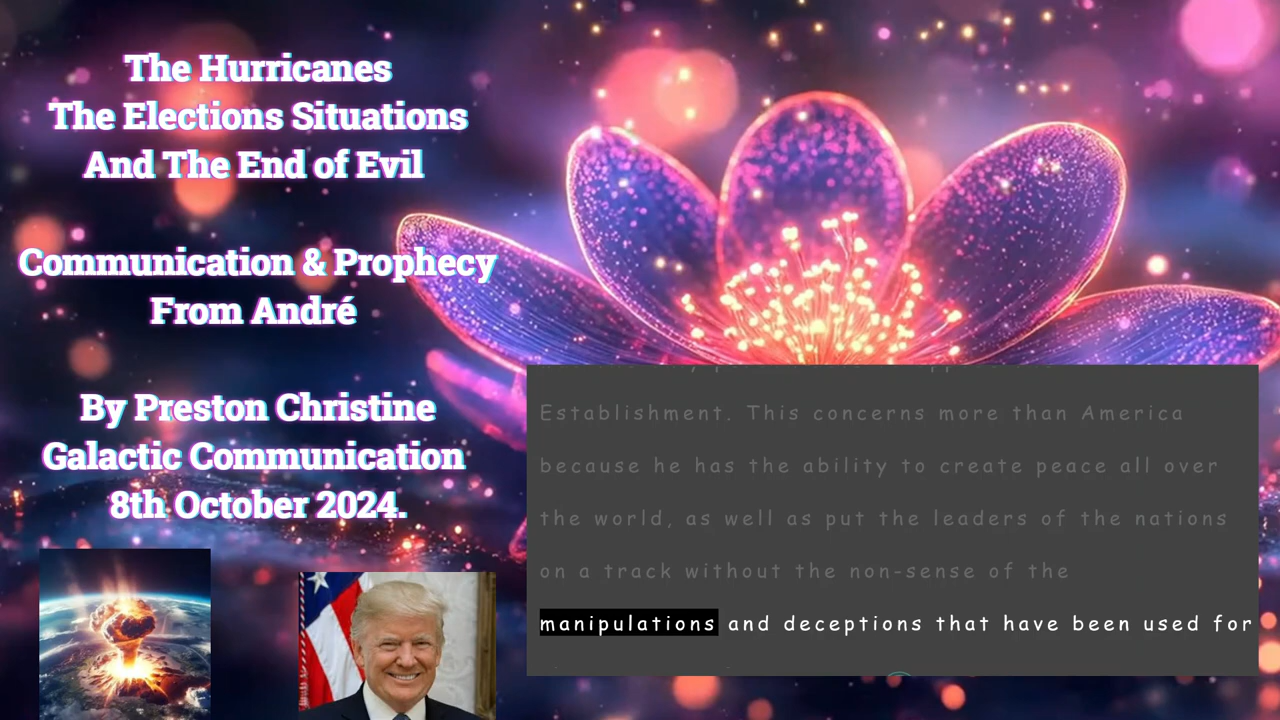 The Hurricanes
The Elections Situations
And The End of Evil
Communication & Prophecy
From André
By Preston Christine
Galactic Communication
8th October 2024.
Establishment. This concerns more than America
because he has the ability to create peace all over
the world, as well as put the leaders of the nations
on a track without the non-sense of the
manipulations and deceptions that have been used for